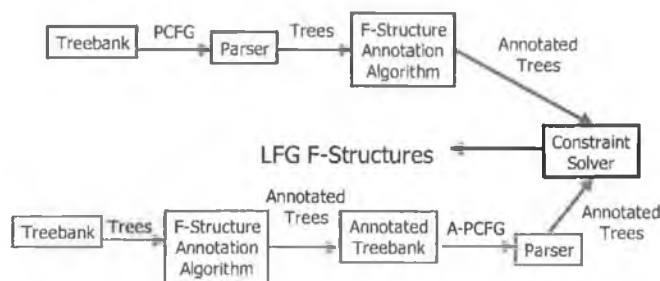 Treebank
PCFG
Parser
Trees
F-Structure
Annotation
Algorithm
Annotated
Trees
Constraint
Solver
LFG F-Structures
Treebank
Trees
F-Structure
Annotation
Algorithm
Annotated
Trees
Annotated
Treebank
A-PCFG
Parser
Annotated
Trees